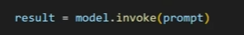 result = model.invoke(prompt)